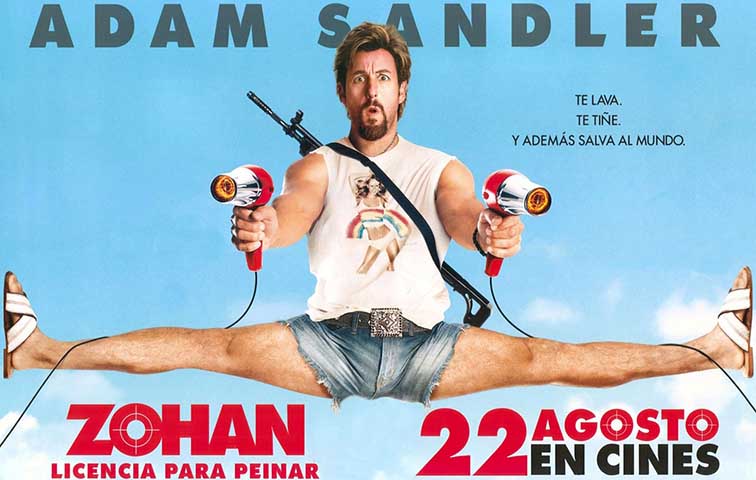 ADAM SANDLER
TE LAVA.
TE TIÑE.
Y ADEMÁS SALVA AL MUNDO.
ZOHAN
LICENCIA PARA PEINAR
22 AGOSTO
EN CINES